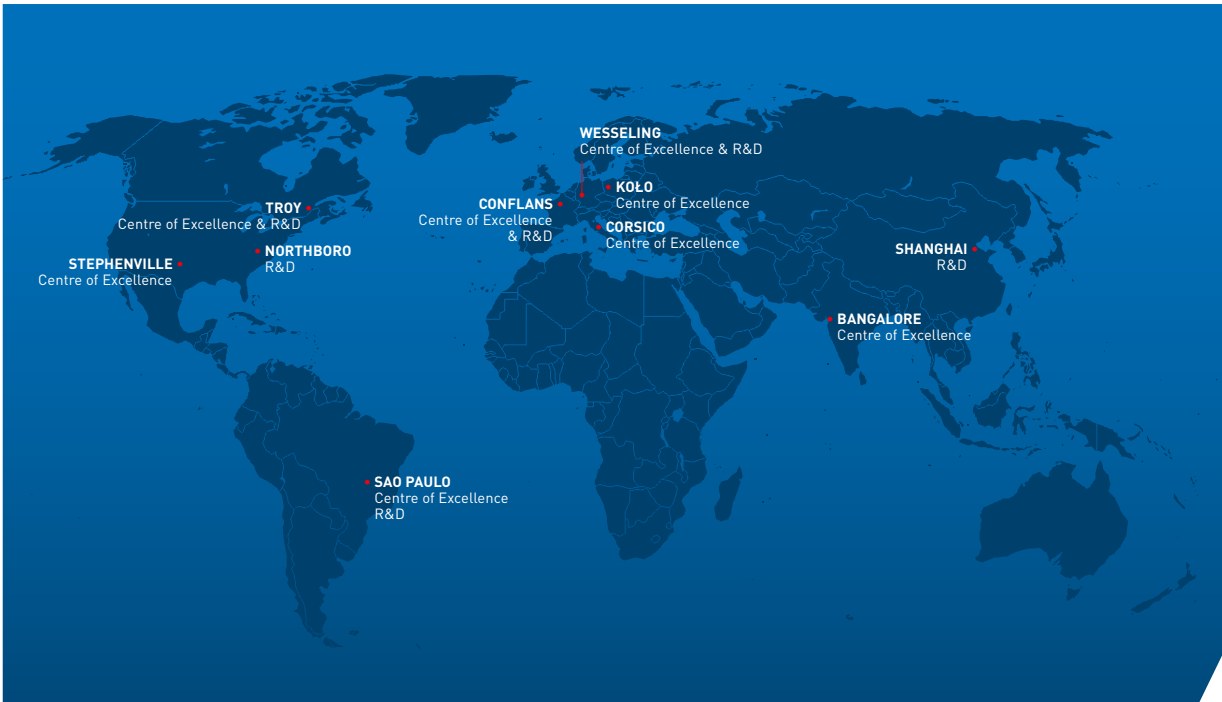 WESSELING
Centre of Excellence & R&D
KOŁO
Centre of Excellence
CONFLANS
Centre of Excellence
& R&D
CORSICO
Centre of Excellence
TROY
Centre of Excellence & R&D
NORTHBORO
R&D
STEPHENVILLE
Centre of Excellence
SHANGHAI
R&D
BANGALORE
Centre of Excellence
SAO PAULO
Centre of Excellence
R&D